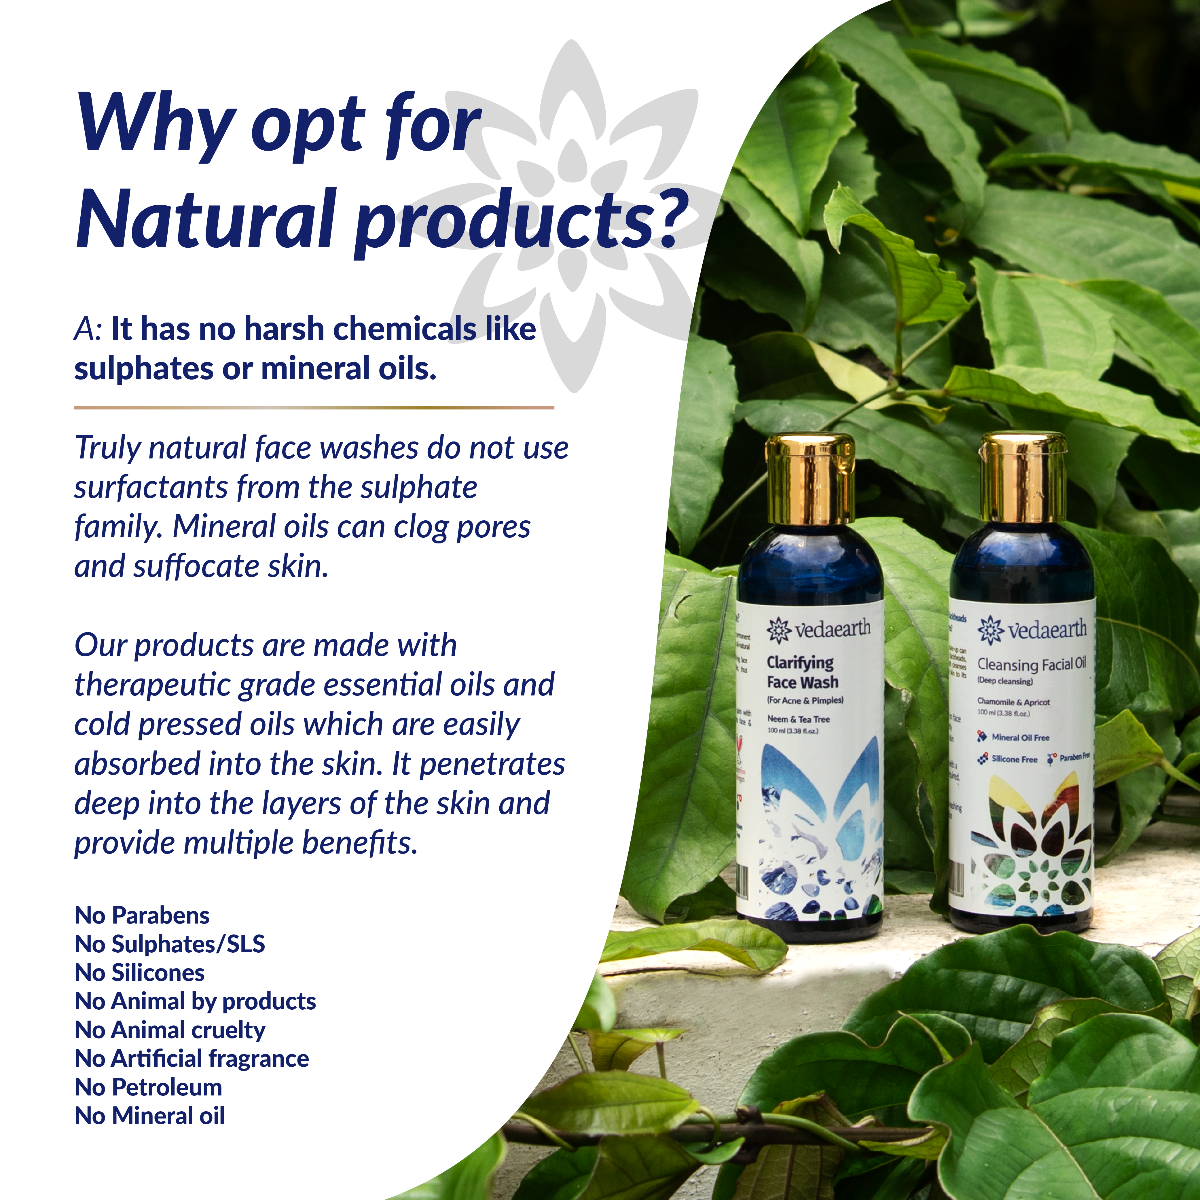 Why opt for
Natural products?
A: It has no harsh chemicals like
sulphates or mineral oils.
Truly natural face washes do not use
surfactants from the sulphate
family. Mineral oils can clog pores
and suffocate skin.
Our products are made with
therapeutic grade essential oils and
cold pressed oils which are easily
absorbed into the skin. It penetrates
deep into the layers of the skin and
provide multiple benefits.
No Parabens
No Sulphates/SLS
No Silicones
No Animal by products
No Animal cruelty
No Artificial fragrance
No Petroleum
No Mineral oil
vedaearth
Clarifying
Face Wash
(For Acne & Pimples)
Neem & Tea Tree
100 ml (3.38 fl.oz.)
vedaearth
Cleansing Facial Oil
(Deep cleansing)
Chamomile & Apricot
100 ml (3.38 fl.oz.)
Mineral Oil Free
Silicone Free
Paraben Free